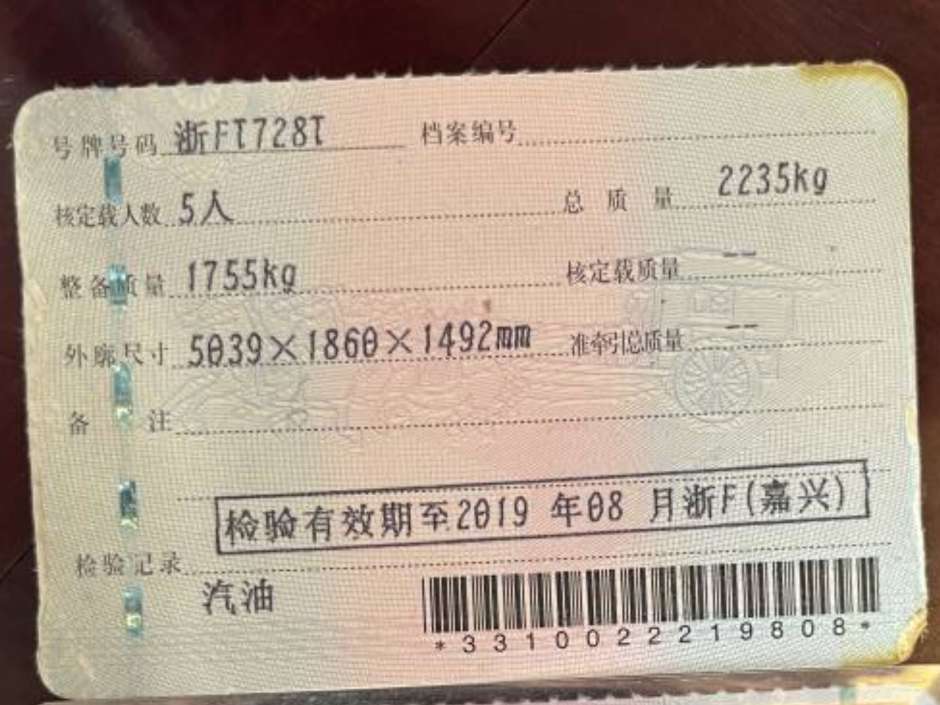 号牌号码 浙FT728T 档案编号
核定载人数 5人 总质量 2235kg
整备质量 1755kg 核定载质量 --
外廓尺寸 5039×1860×1492mm 准牵引总质量 --
备注
检验有效期至2019 年08 月浙F(嘉兴)
检验记录
汽油
*3310022219808*